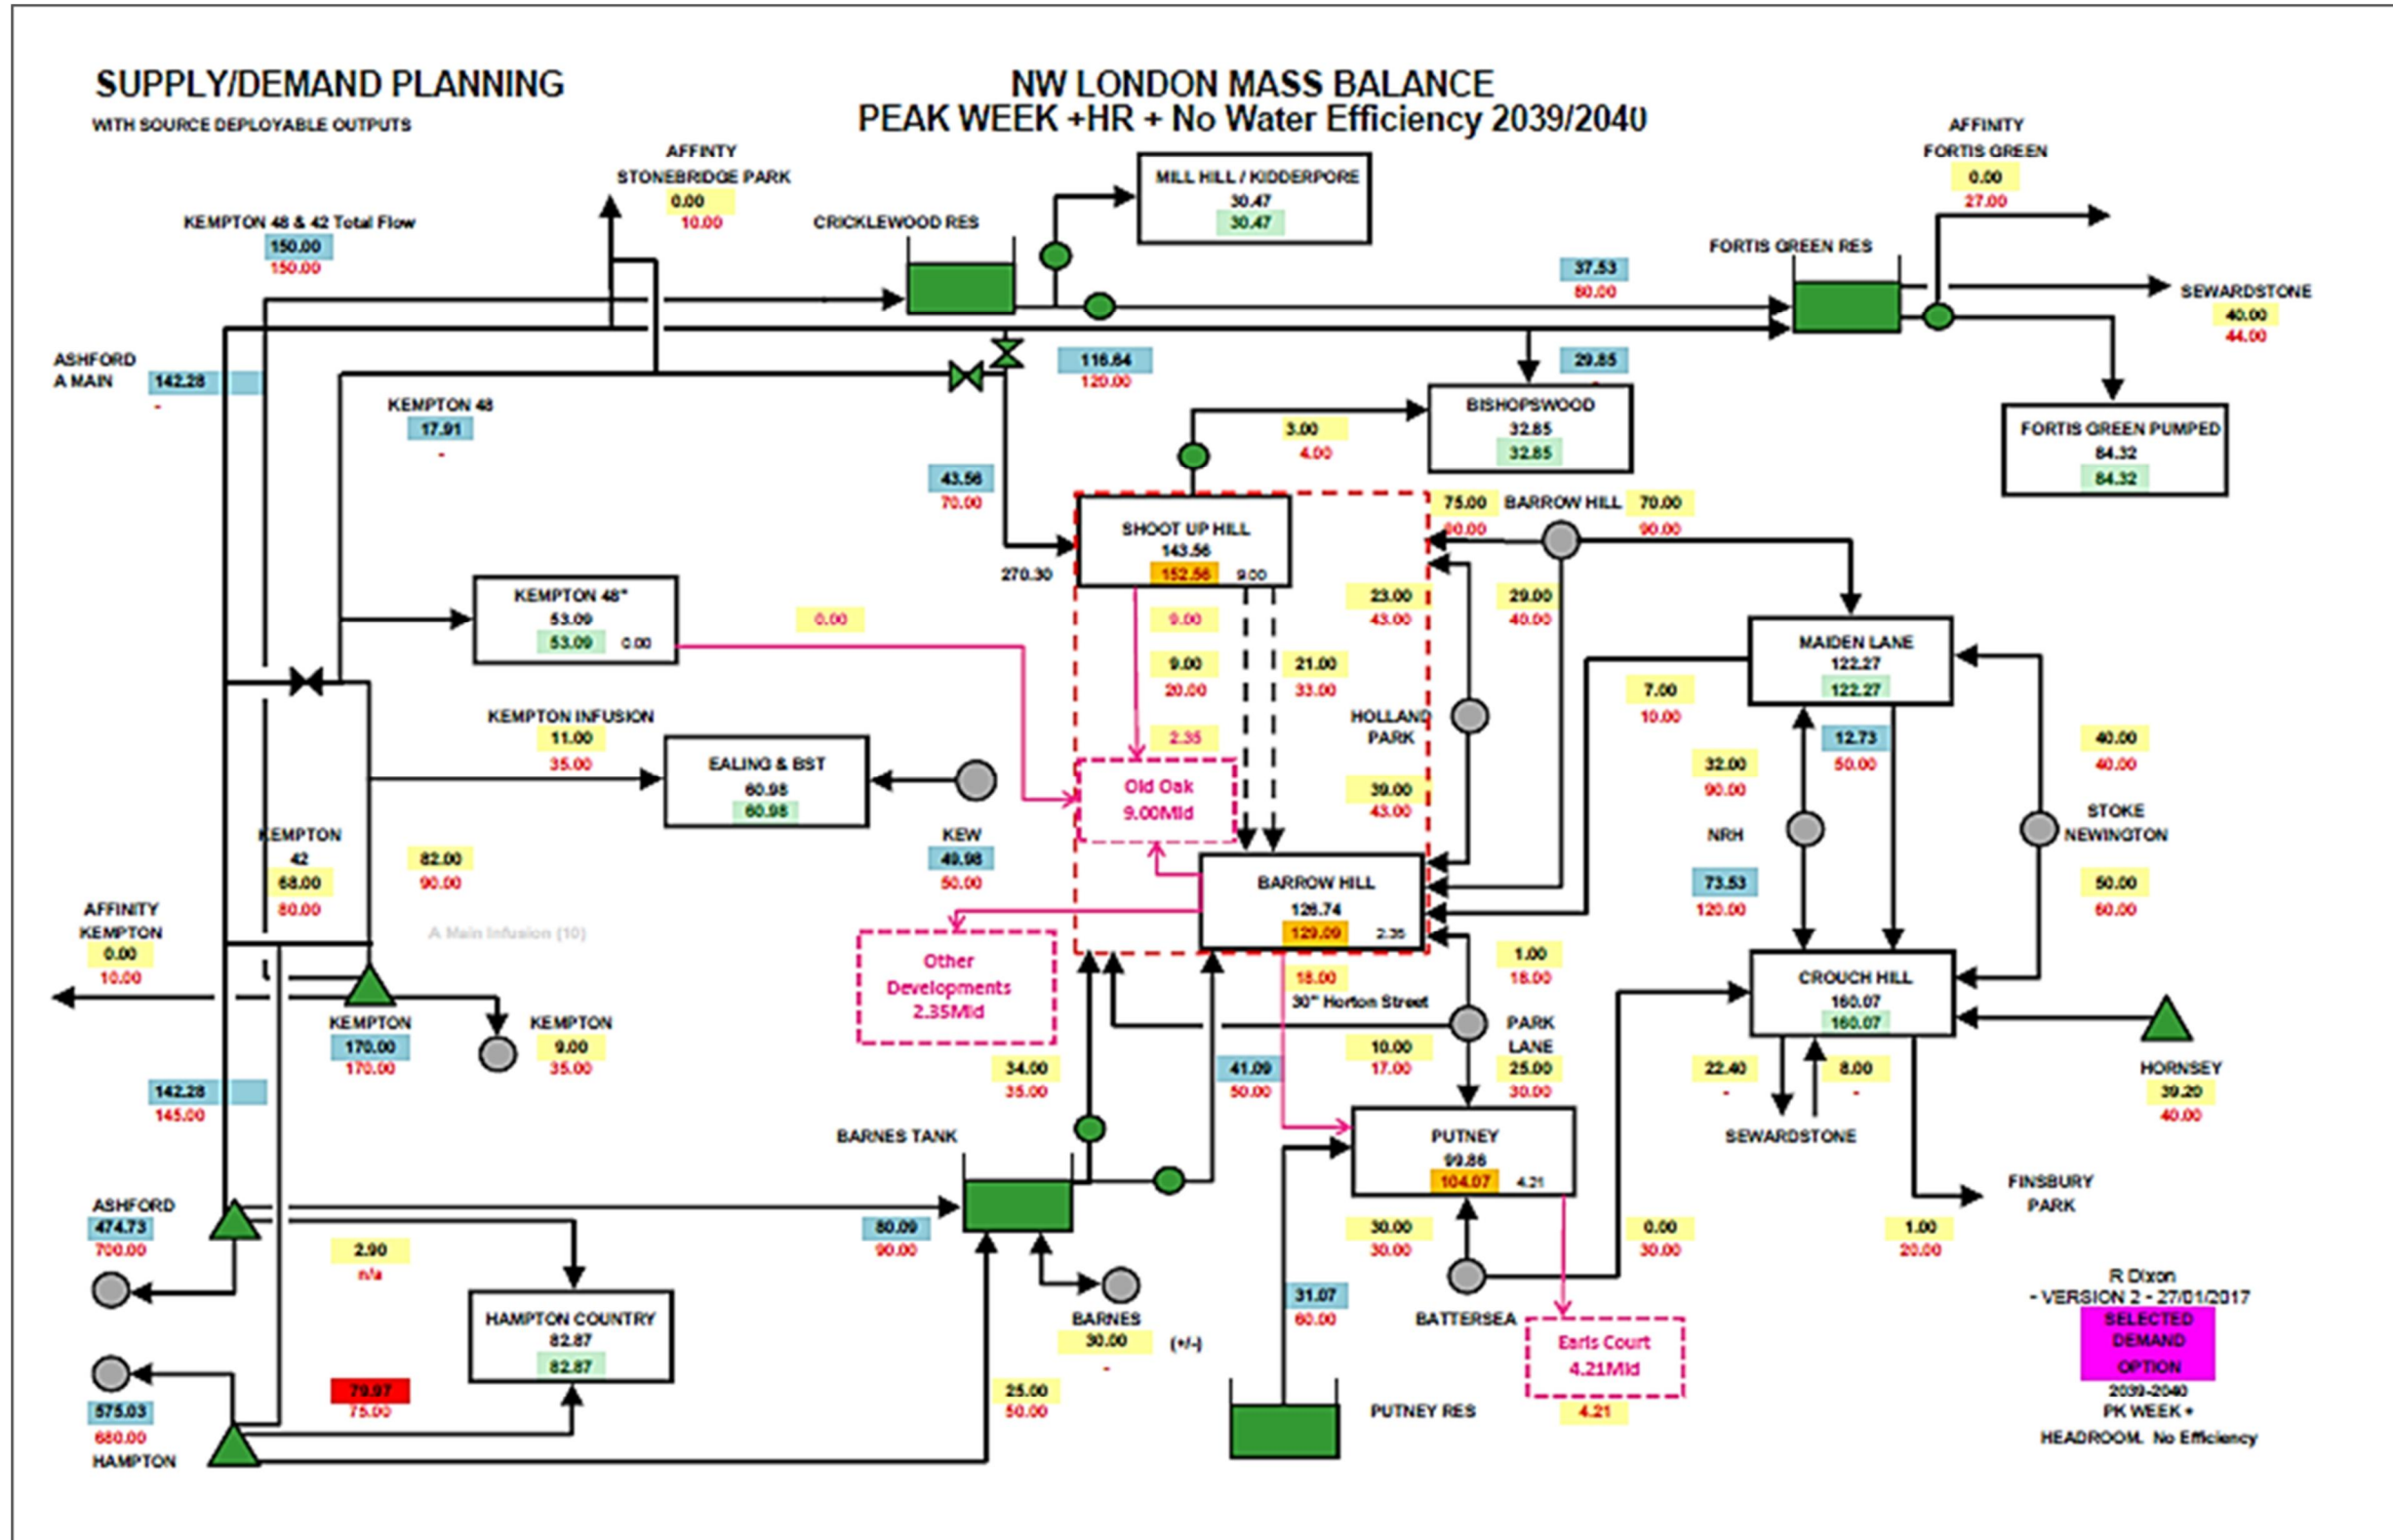 SUPPLY/DEMAND PLANNING
WITH SOURCE DEPLOYABLE OUTPUTS
NW LONDON MASS BALANCE
PEAK WEEK +HR + No Water Efficiency 2039/2040
AFFINITY
FORTIS GREEN
0.00
27.00
AFFINTY
STONEBRIDGE PARK
0.00
10.00
MILL HILL / KIDDERPORE
30.47
30.47
KEMPTON 48 & 42 Total Flow
150.00
150.00
CRICKLEWOOD RES
FORTIS GREEN RES
37.53
80.00
SEWARDSTONE
40.00
44.00
ASHFORD
A MAIN
142.28
-
116.64
120.00
29.85
-
KEMPTON 48
17.91
-
BISHOPSWOOD
32.85
32.85
3.00
4.00
FORTIS GREEN PUMPED
84.32
84.32
43.56
70.00
SHOOT UP HILL
143.56
152.56 9.00
270.30
75.00 BARROW HILL 70.00
90.00
KEMPTON 48"
53.09
53.09 0.00
0.00
9.00
9.00
20.00
21.00
33.00
2.35
23.00
43.00
29.00
40.00
HOLLAND
PARK
39.00
43.00
MAIDEN LANE
122.27
122.27
7.00
10.00
KEMPTON INFUSION
11.00
35.00
EALING & BST
60.98
60.98
Old Oak
9.00Mld
KEW
49.98
50.00
32.00
90.00
12.73
50.00
NRH
73.53
120.00
40.00
40.00
STOKE
NEWINGTON
50.00
60.00
KEMPTON
42
68.00
80.00
82.00
90.00
A Main Infusion (10)
AFFINITY
KEMPTON
0.00
10.00
BARROW HILL
126.74
129.09 2.35
Other
Developments
2.35Mld
18.00
30" Horton Street
1.00
18.00
CROUCH HILL
160.07
160.07
KEMPTON
170.00
170.00
KEMPTON
9.00
35.00
PARK
LANE
25.00
30.00
10.00
17.00
34.00
35.00
41.09
50.00
22.40
-
8.00
-
SEWARDSTONE
HORNSEY
39.20
40.00
142.28
145.00
BARNES TANK
PUTNEY
99.86
104.07 4.21
FINSBURY
PARK
1.00
20.00
ASHFORD
474.73
700.00
2.90
n/a
80.09
90.00
30.00
30.00
0.00
30.00
BATTERSEA
31.07
60.00
HAMPTON COUNTRY
82.87
82.87
BARNES
30.00 (+/-)
-
Earls Court
4.21Mld
4.21
79.97
75.00
575.03
680.00
HAMPTON
25.00
50.00
PUTNEY RES
R Dixon
- VERSION 2 - 27/01/2017
SELECTED
DEMAND
OPTION
2039-2040
PK WEEK +
HEADROOM. No Efficiency